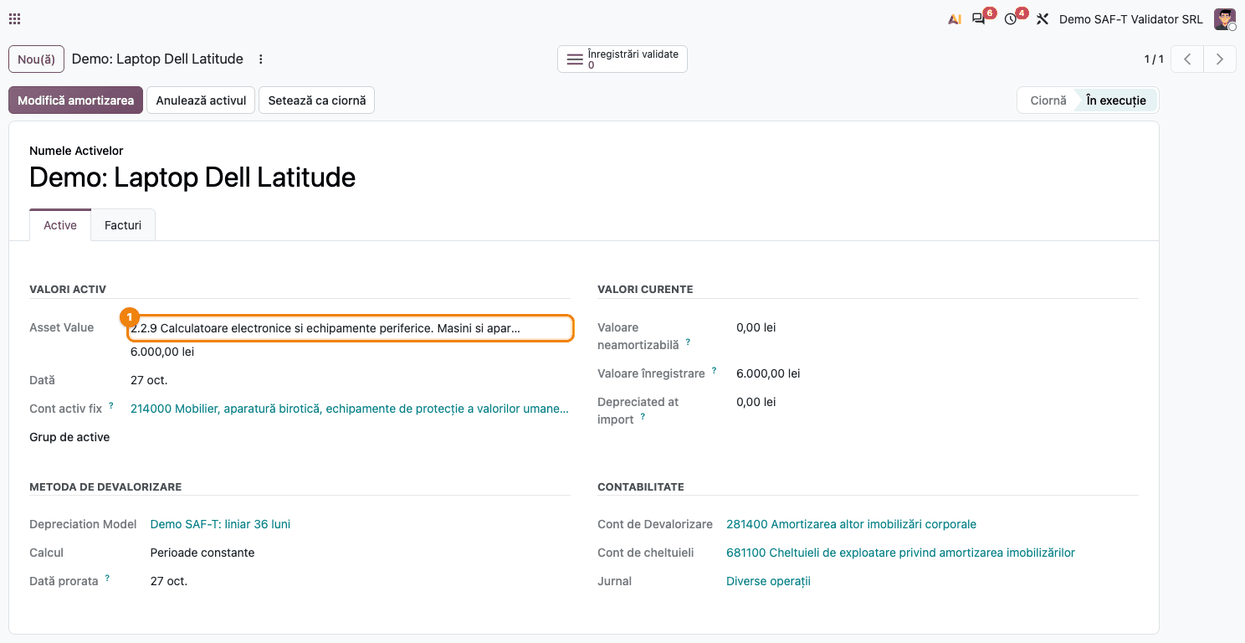 AI
6
4
Demo SAF-T Validator SRL
Nou(ă)
Demo: Laptop Dell Latitude
Înregistrări validate
0
1 / 1
Modifică amortizarea
Anulează activul
Setează ca ciornă
Ciornă
În execuție
Numele Activelor
Demo: Laptop Dell Latitude
Active
Facturi
VALORI ACTIV
1
Asset Value
2.2.9 Calculatoare electronice si echipamente periferice. Masini si apar...
6.000,00 lei
Dată
27 oct.
Cont activ fix ?
214000 Mobilier, aparatură birotică, echipamente de protecție a valorilor umane...
Grup de active
VALORI CURENTE
Valoare
neamortizabilă ?
0,00 lei
Valoare înregistrare ?
6.000,00 lei
Depreciated at
import ?
0,00 lei
METODA DE DEVALORIZARE
Depreciation Model
Demo SAF-T: liniar 36 luni
Calcul
Perioade constante
Dată prorata ?
27 oct.
CONTABILITATE
Cont de Devalorizare
281400 Amortizarea altor imobilizări corporale
Cont de cheltuieli
681100 Cheltuieli de exploatare privind amortizarea imobilizărilor
Jurnal
Diverse operații